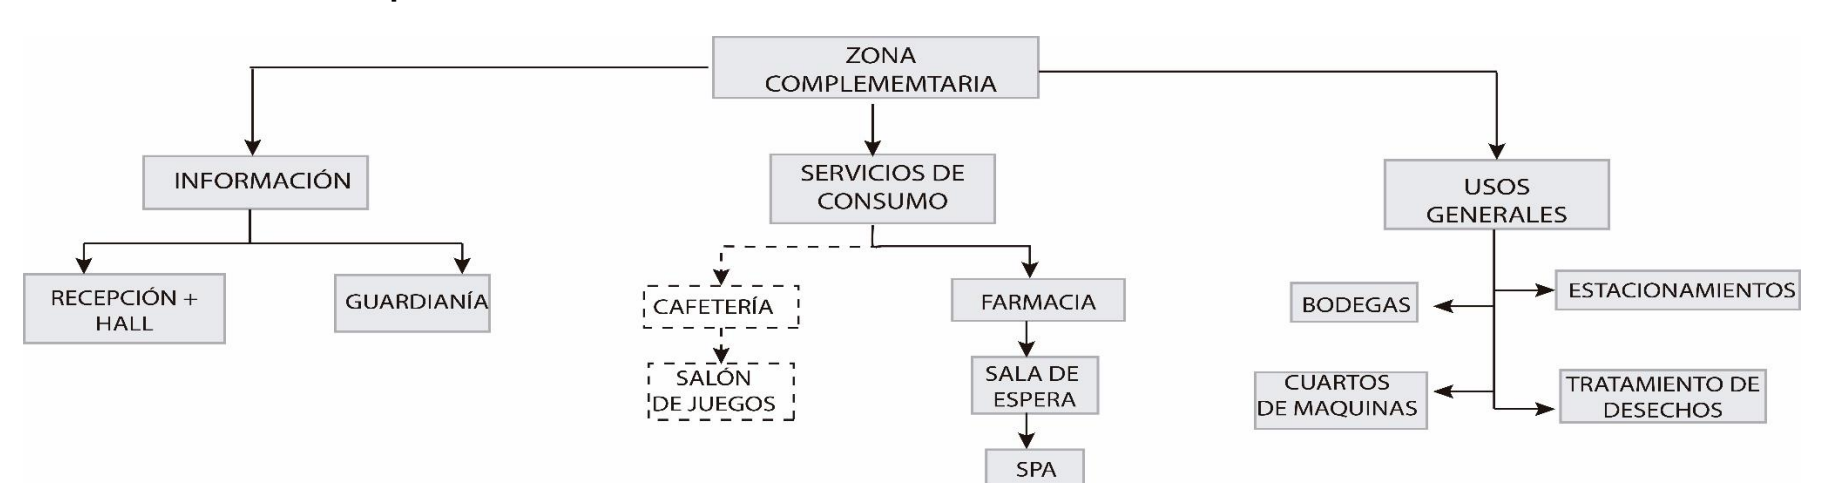 ZONA
COMPLEMEMTARIA
INFORMACIÓN
SERVICIOS DE
CONSUMO
USOS
GENERALES
RECEPCIÓN +
HALL
GUARDIANÍA
CAFETERÍA
SALÓN
DE JUEGOS
FARMACIA
SALA DE
ESPERA
SPA
BODEGAS
ESTACIONAMIENTOS
CUARTOS
DE MAQUINAS
TRATAMIENTO DE
DESECHOS